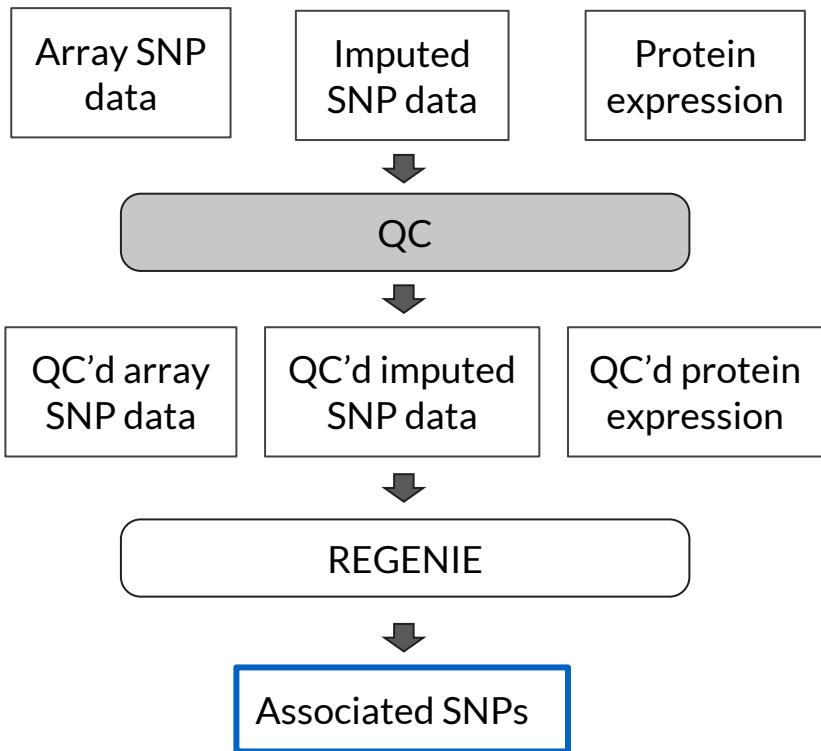 Array SNP
data
Imputed
SNP data
Protein
expression
QC
QC’d array
SNP data
QC’d imputed
SNP data
QC’d protein
expression
REGENIE
Associated SNPs